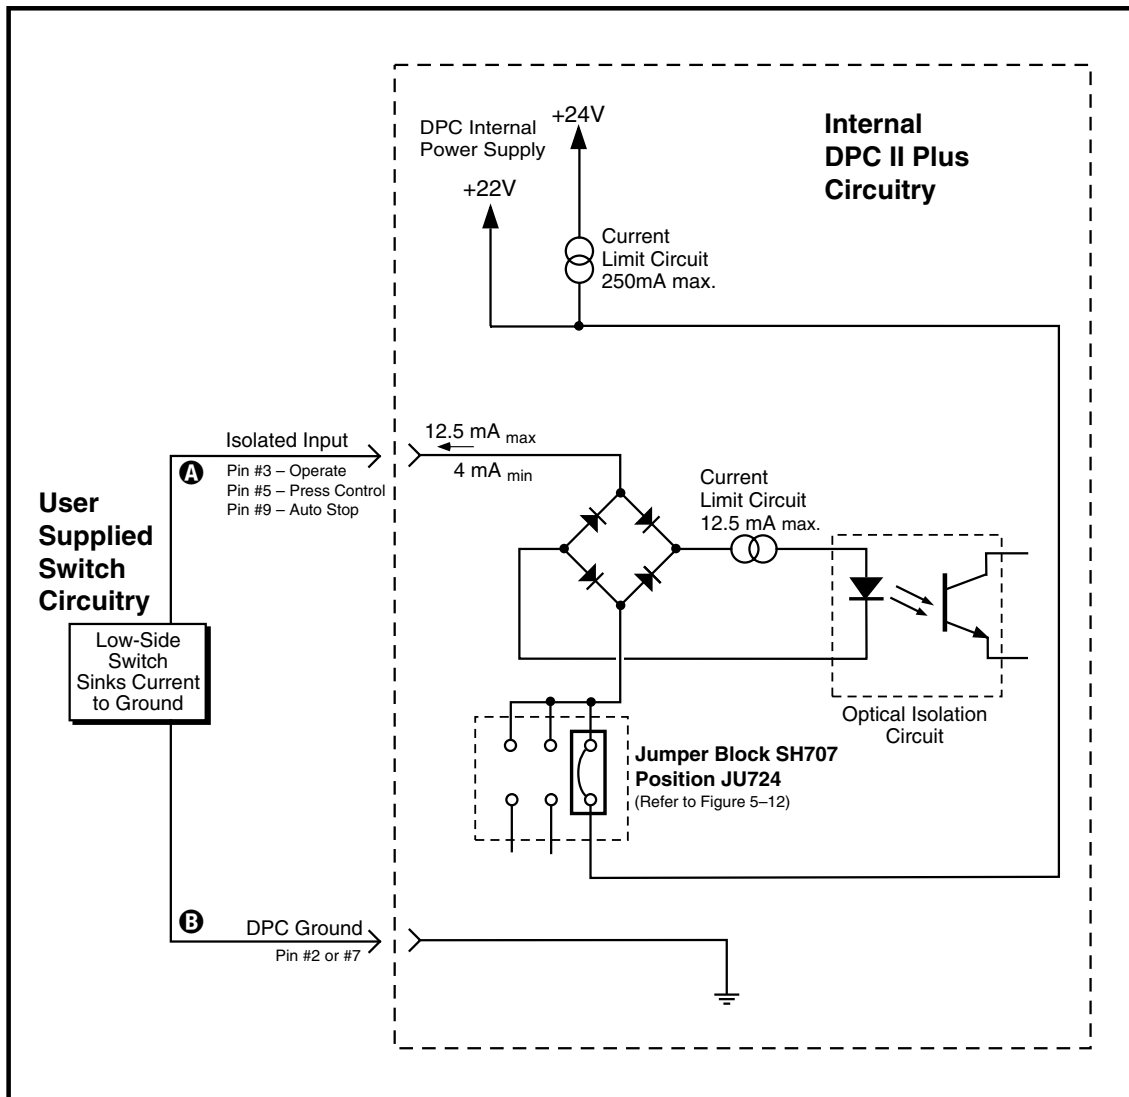 DPC Internal
Power Supply
+24V
+22V
Internal
DPC II Plus
Circuitry
Current
Limit Circuit
250mA max.
12.5 mA max
4 mA min
Isolated Input
A
Pin #3 – Operate
Pin #5 – Press Control
Pin #9 – Auto Stop
User
Supplied
Switch
Circuitry
Current
Limit Circuit
12.5 mA max.
Low-Side
Switch
Sinks Current
to Ground
Optical Isolation
Circuit
Jumper Block SH707
Position JU724
(Refer to Figure 5–12)
B
DPC Ground
Pin #2 or #7